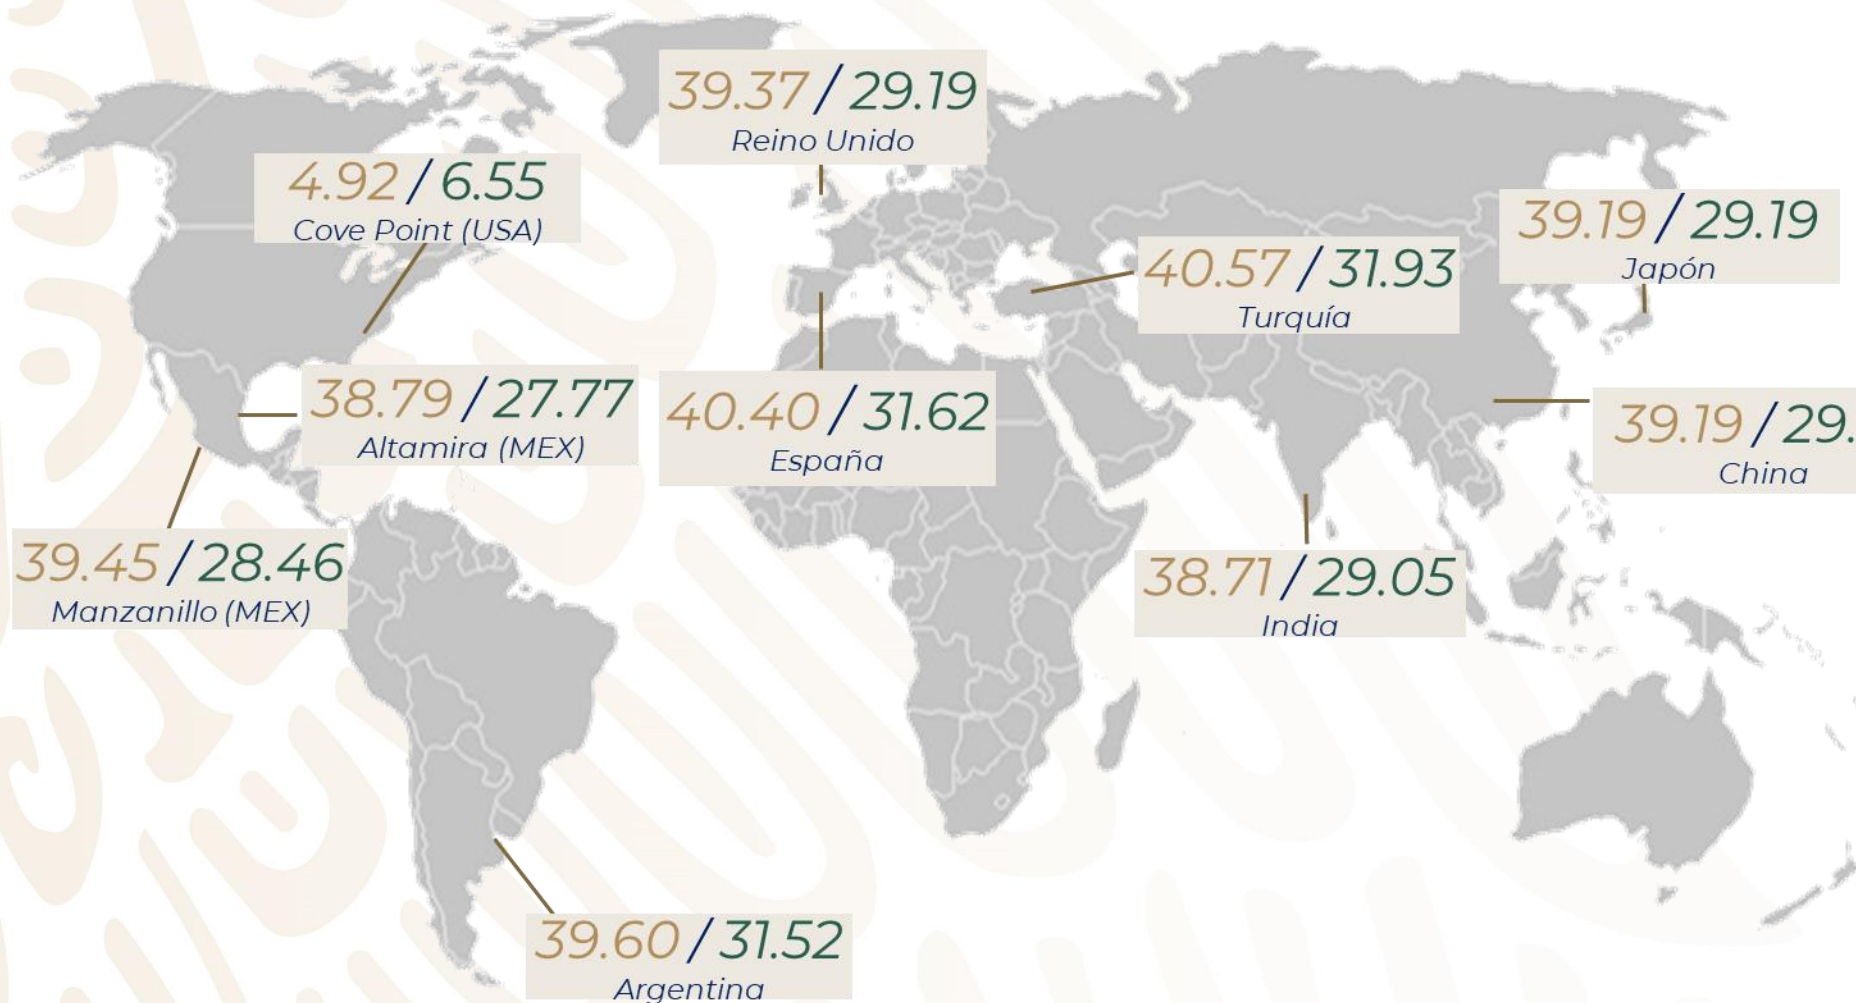 39.37 / 29.19
Reino Unido
4.92 / 6.55
Cove Point (USA)
39.19 / 29.19
Japón
40.57 / 31.93
Turquía
38.79 / 27.77
Altamira (MEX)
40.40 / 31.62
España
39.19 / 29.
China
39.45 / 28.46
Manzanillo (MEX)
38.71 / 29.05
India
39.60 / 31.52
Argentina